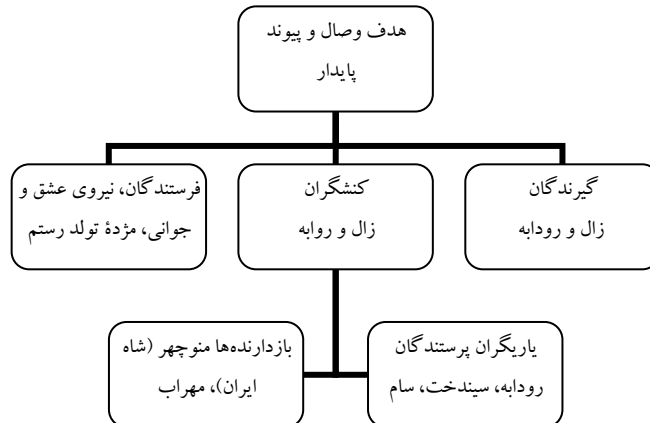 هدف وصال و پیوند
پایدار
گیرندگان
زال و رودابه
کنشگران
زال و روابه
فرستندگان، نیروی عشق و
جوانی، مژدهٔ تولد رستم
یاریگران پرستندگان
رودابه، سیندخت، سام
بازدارنده‌ها منوچهر (شاه
ایران)، مهراب